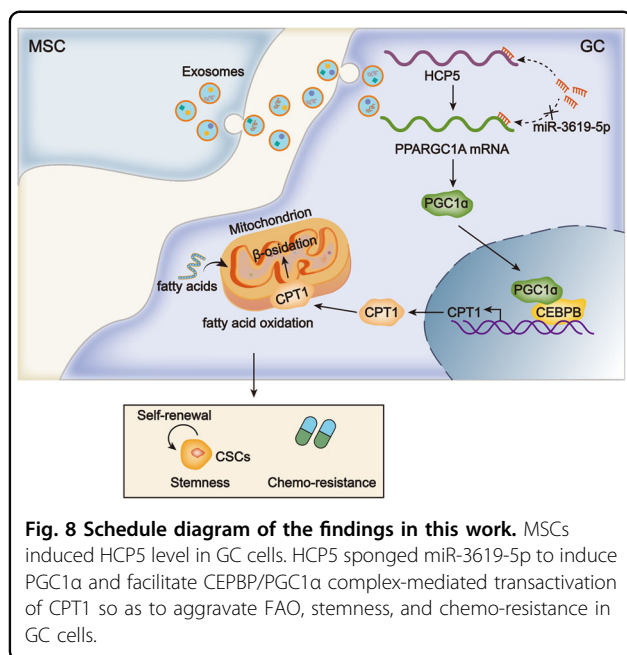 MSC
GC
Exosomes
HCP5
miR-3619-5p
PPARGC1A mRNA
PGC1α
Mitochondrion
β-osidation
fatty acids
CPT1
fatty acid oxidation
CPT1
CPT1
PGC1α
CEBPB
Self-renewal
CSCs
Stemness
Chemo-resistance
Fig. 8 Schedule diagram of the findings in this work. MSCs
induced HCP5 level in GC cells. HCP5 sponged miR-3619-5p to induce
PGC1α and facilitate CEPBP/PGC1α complex-mediated transactivation
of CPT1 so as to aggravate FAO, stemness, and chemo-resistance in
GC cells.